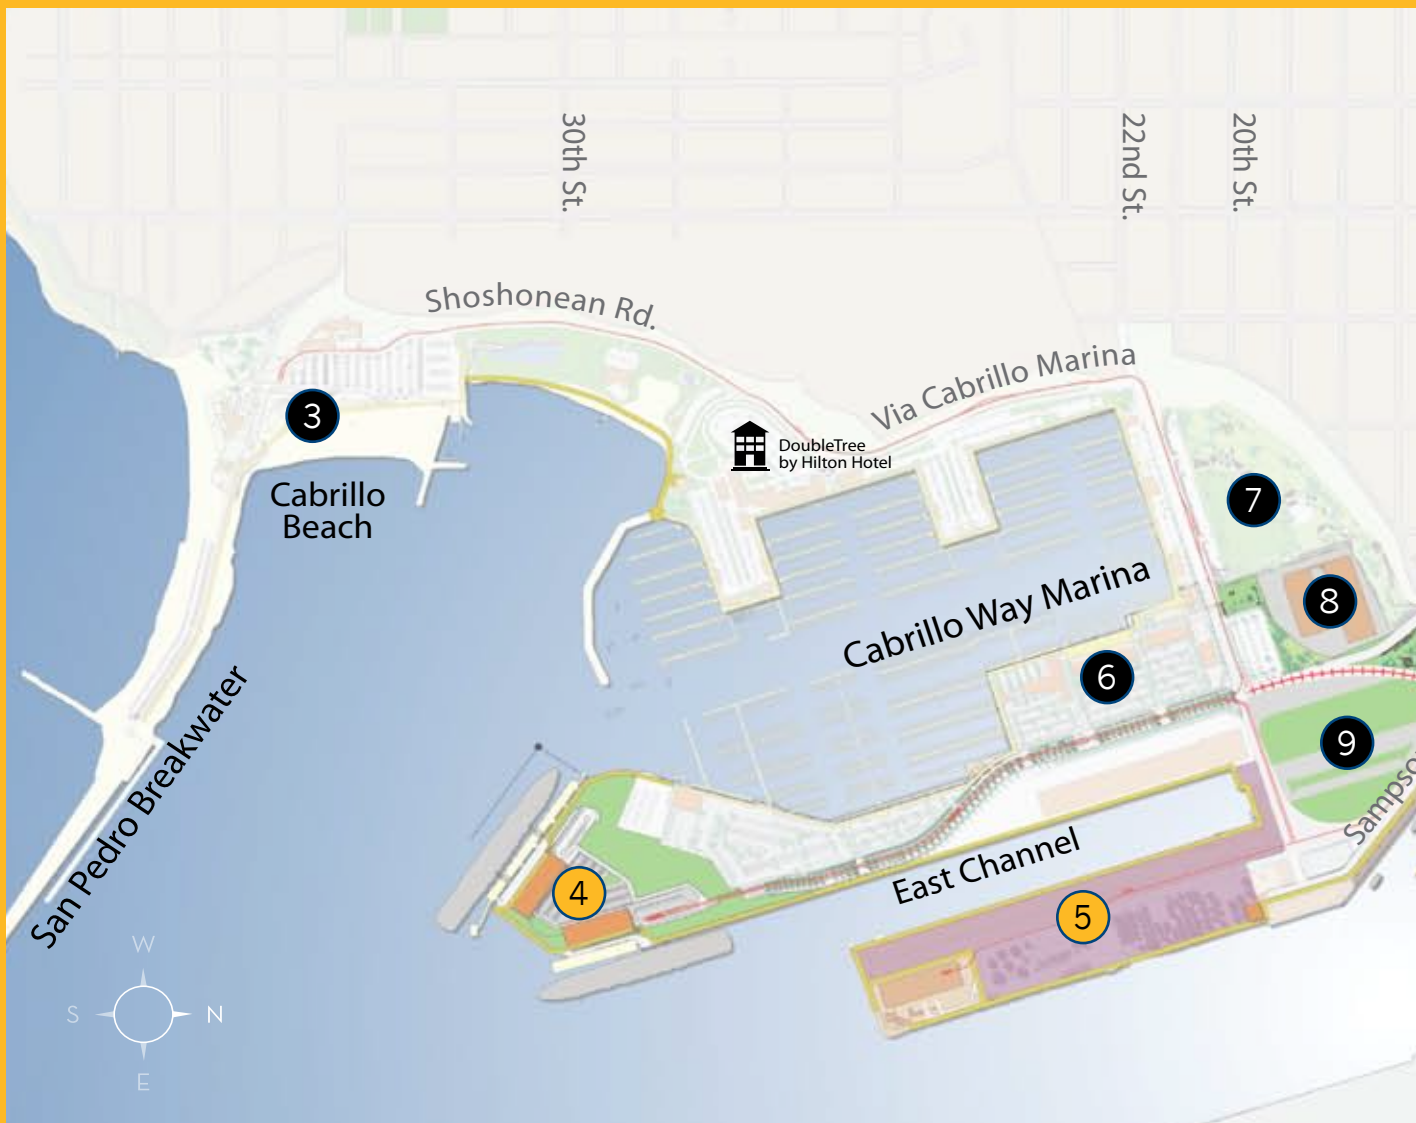 30th St.
22nd St.
20th St.
Shoshonean Rd.
Via Cabrillo Marina
3
DoubleTree
by Hilton Hotel
Cabrillo
Beach
7
8
Cabrillo Way Marina
6
9
San Pedro Breakwater
East Channel
4
5
W
S
N
E